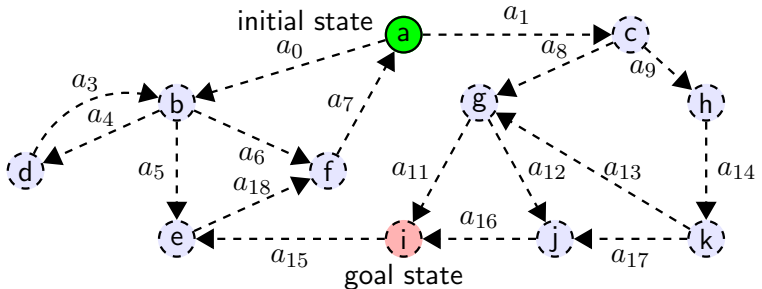 initial state
a
a₁
c
a₀
a₈
a₉
a₃
b
g
h
a₄
a₇
d
a₅
a₆
f
a₁₁
a₁₂
a₁₃
a₁₄
a₁₈
e
a₁₅
i
a₁₆
j
a₁₇
k
goal state